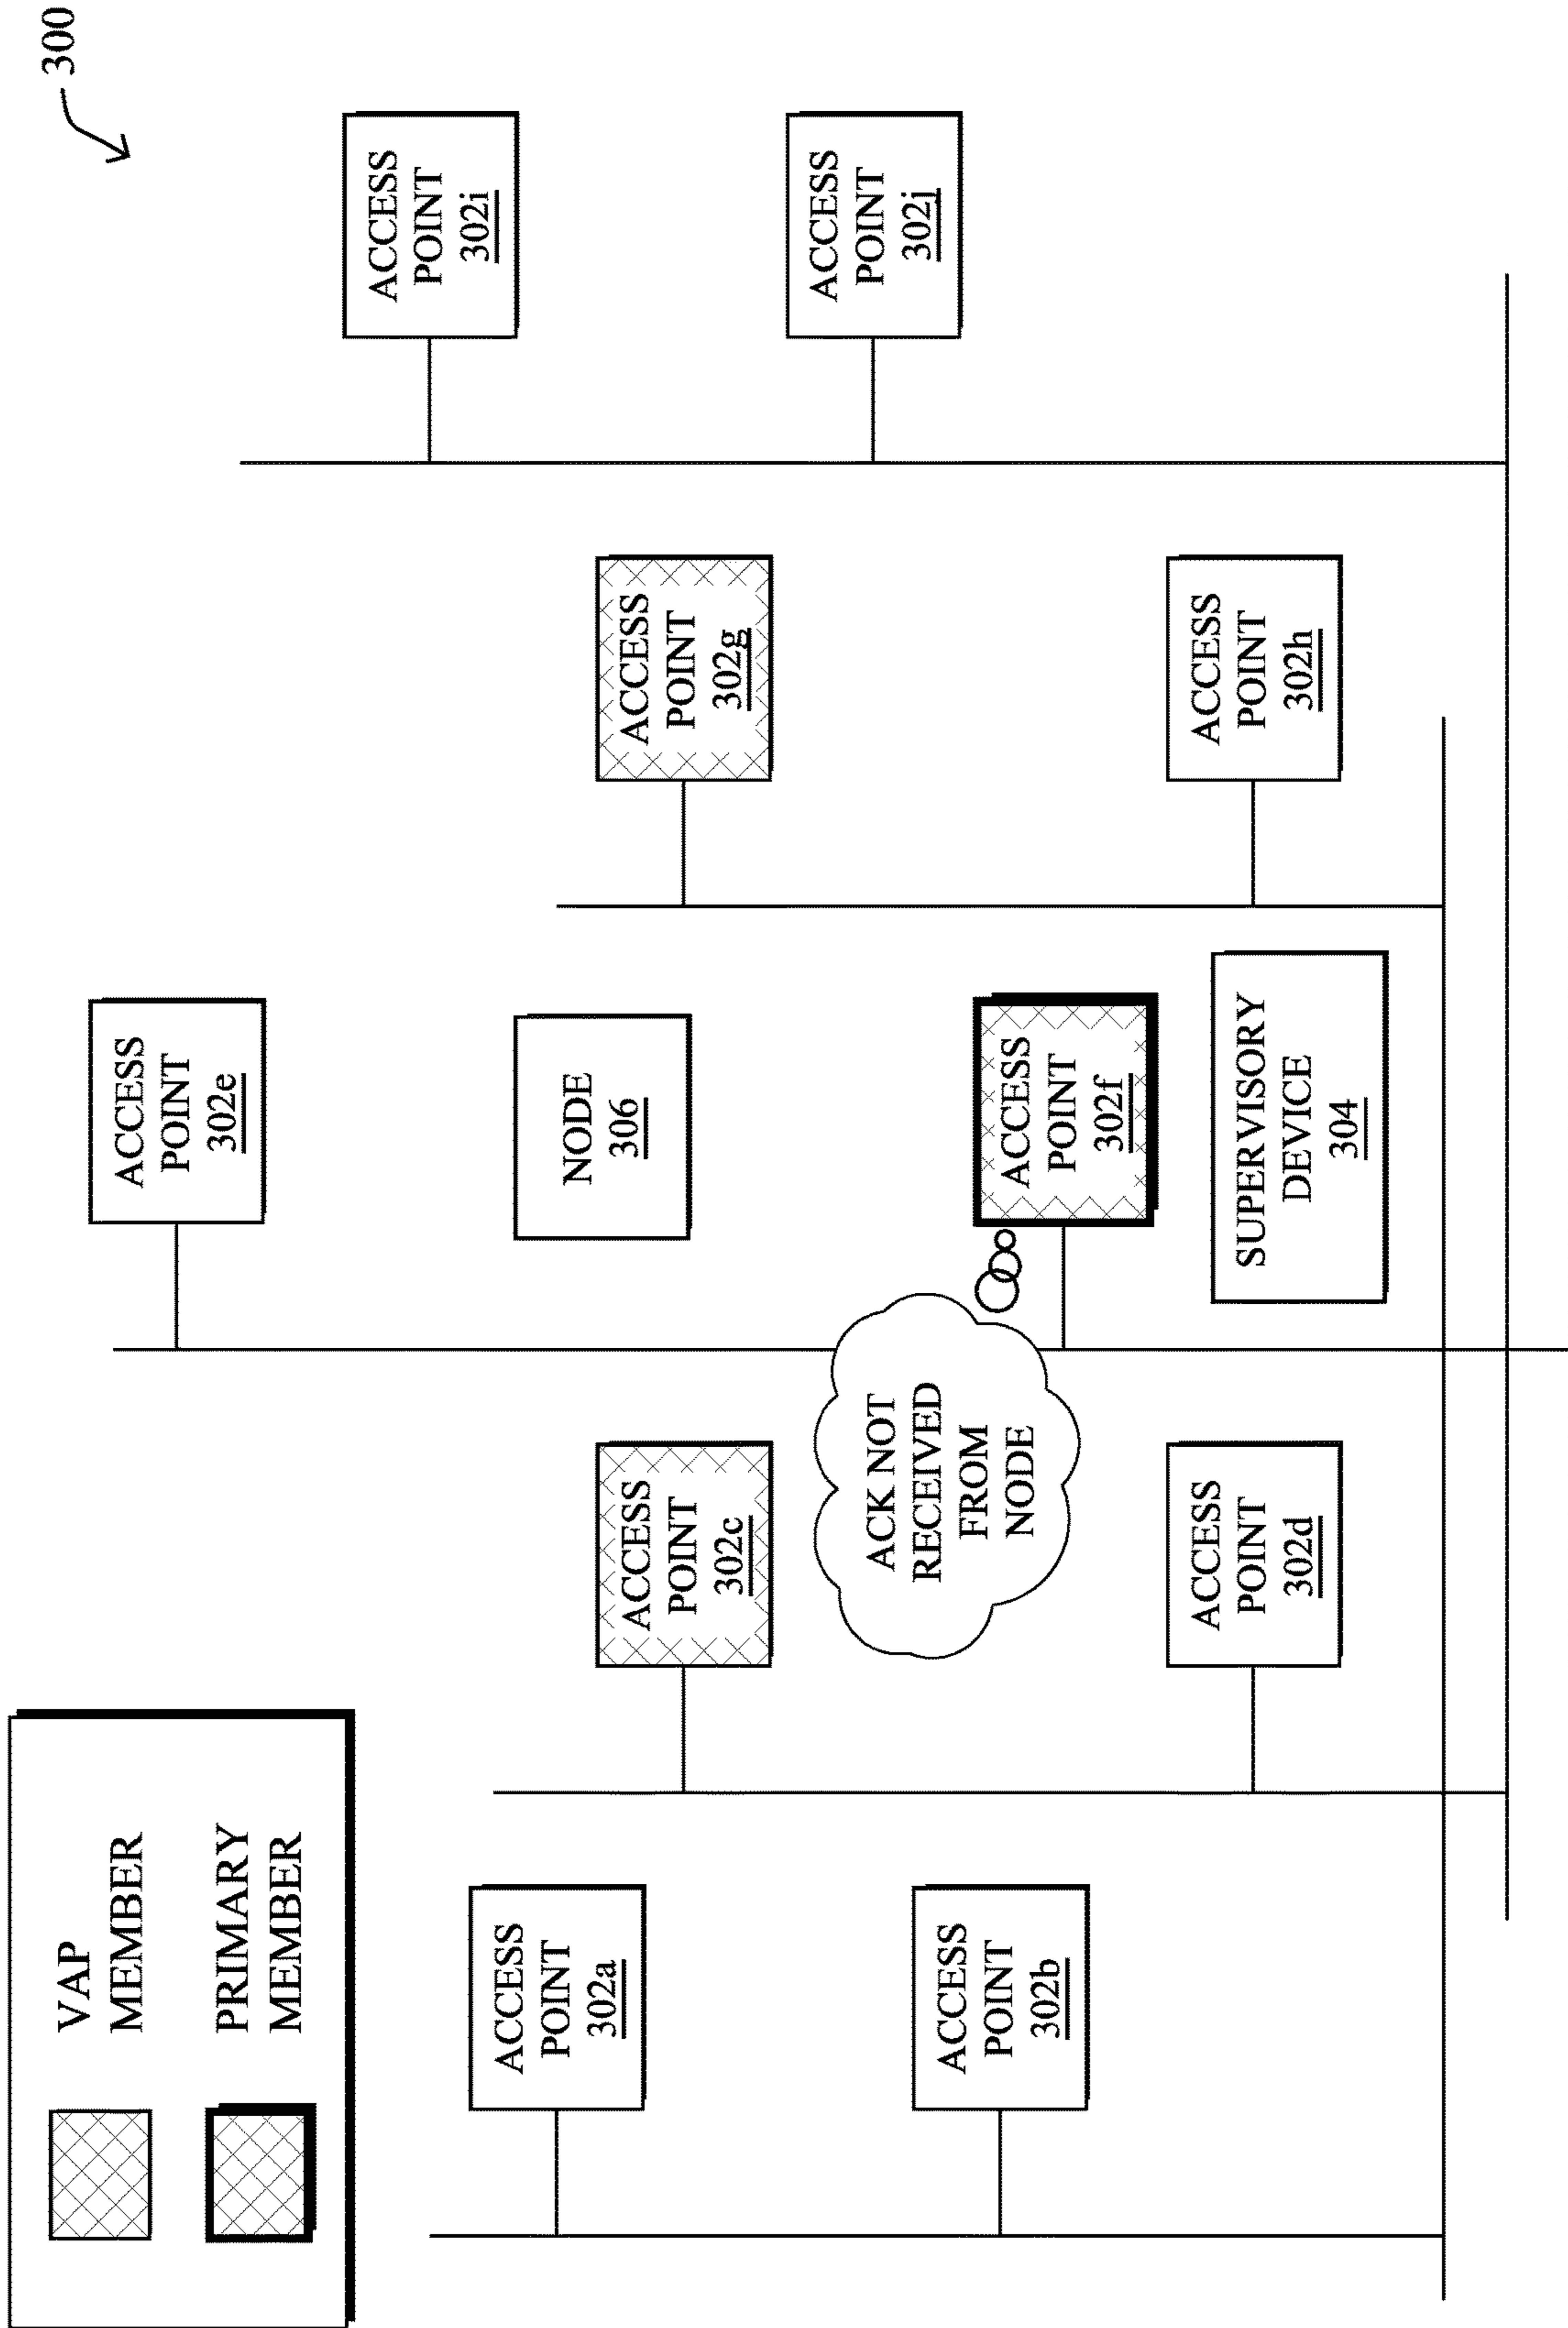 300
VAP
MEMBER
PRIMARY
MEMBER
ACCESS
POINT
302e
ACCESS
POINT
302i
ACCESS
POINT
302a
ACCESS
POINT
302c
NODE
306
ACCESS
POINT
302g
ACCESS
POINT
302j
ACK NOT
RECEIVED
FROM
NODE
ACCESS
POINT
302b
ACCESS
POINT
302f
ACCESS
POINT
302d
SUPERVISORY
DEVICE
304
ACCESS
POINT
302h